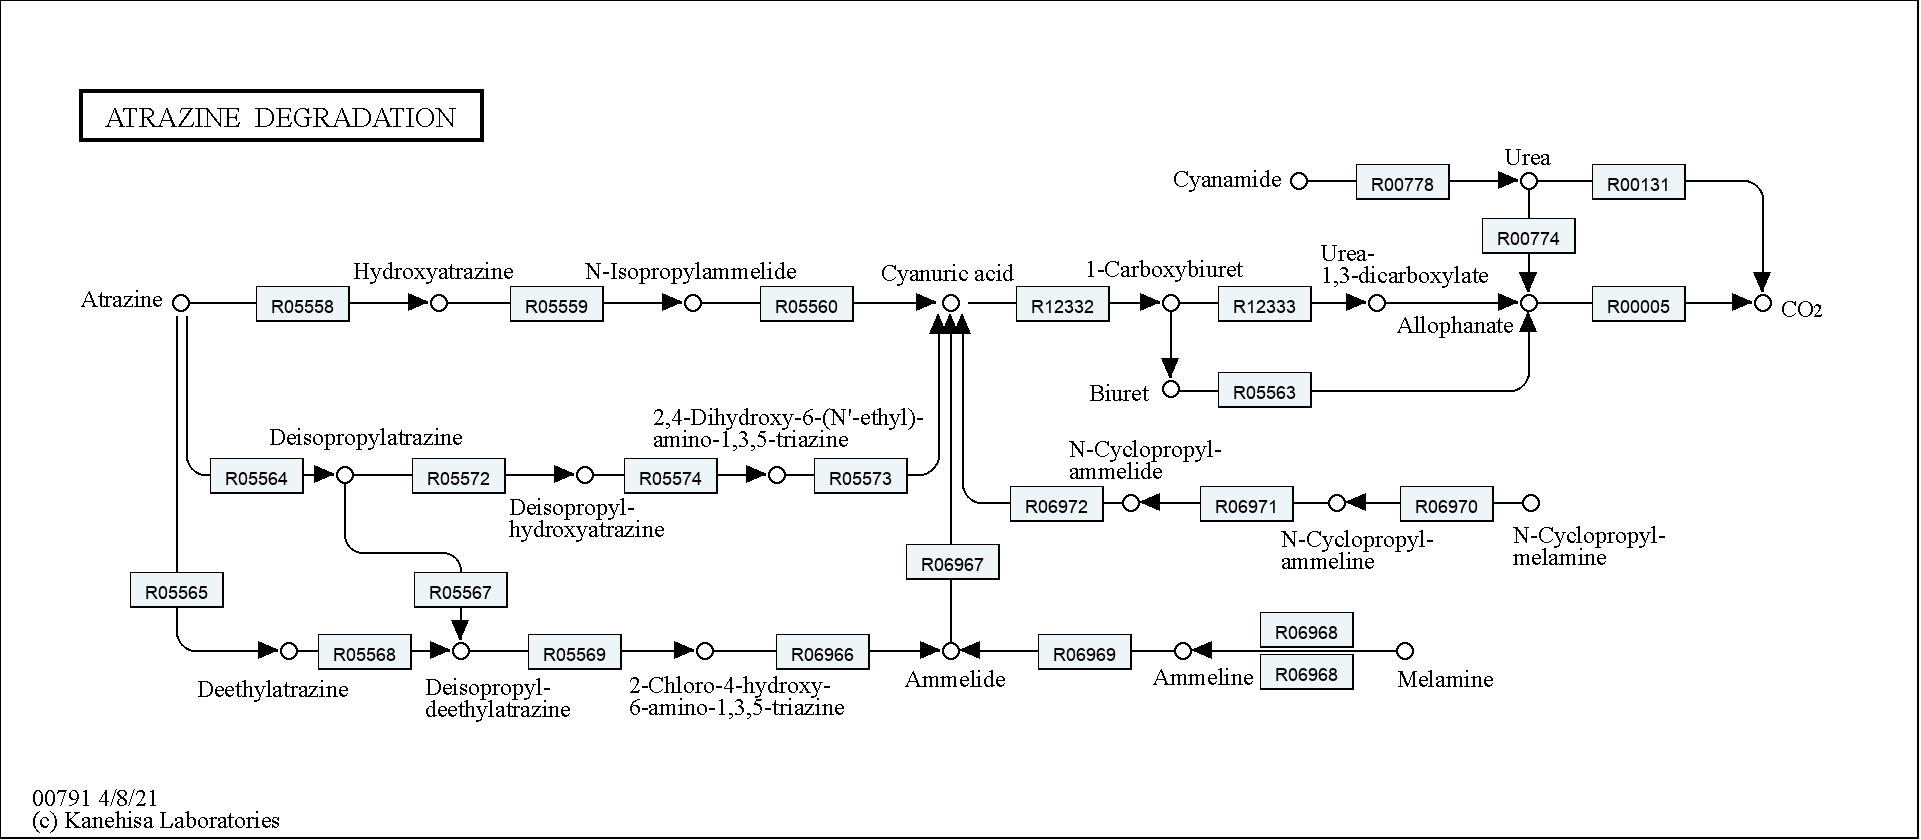 ATRAZINE DEGRADATION
Urea
Cyanamide
R00778
R00131
R00774
Hydroxyatrazine
N-Isopropylammelide
Cyanuric acid
1-Carboxybiuret
Urea-
1,3-dicarboxylate
Atrazine
R05558
R05559
R05560
R12332
R12333
R00005
CO2
Allophanate
Biuret
R05563
Deisopropylatrazine
2,4-Dihydroxy-6-(N'-ethyl)-
amino-1,3,5-triazine
R05564
R05572
R05574
R05573
Deisopropyl-
hydroxyatrazine
N-Cyclopropyl-
ammelide
R06972
R06971
R06970
N-Cyclopropyl-
ammeline
N-Cyclopropyl-
melamine
R06967
R05565
R05567
R05568
R05569
R06966
R06969
R06968
R06968
Deethylatrazine
Deisopropyl-
deethylatrazine
2-Chloro-4-hydroxy-
6-amino-1,3,5-triazine
Ammelide
Ammeline
Melamine
00791 4/8/21
(c) Kanehisa Laboratories